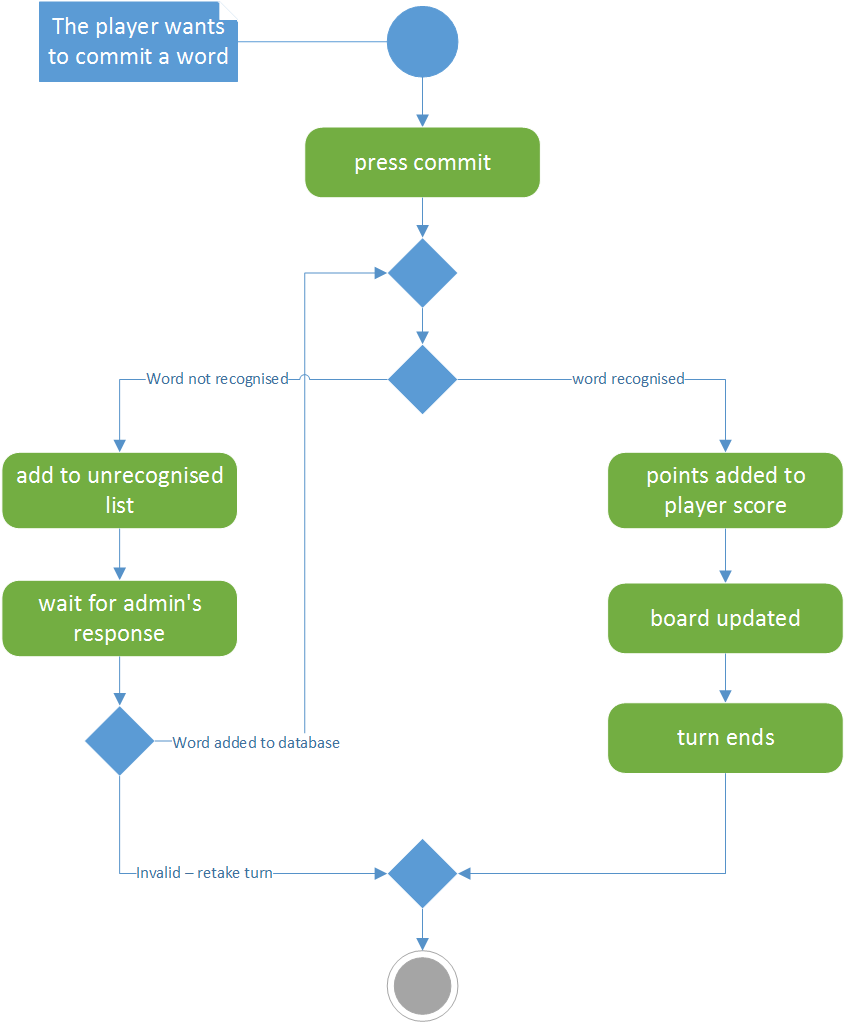 The player wants
to commit a word
press commit
Word not recognised
word recognised
add to unrecognised
list
points added to
player score
wait for admin's
response
board updated
Word added to database
turn ends
Invalid – retake turn